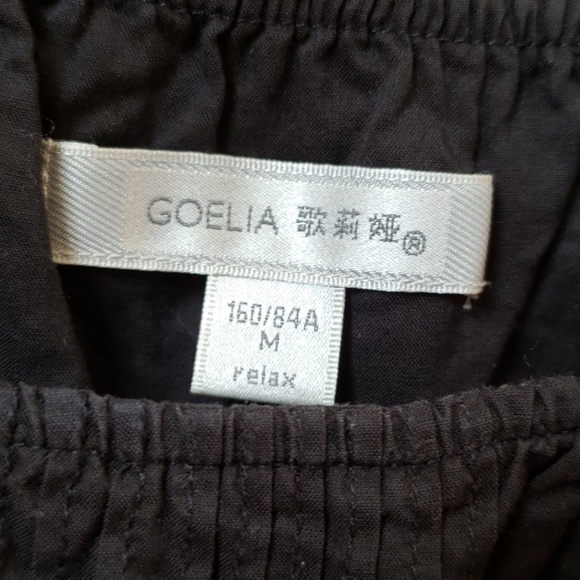 GOELIA 歌莉娅®
160/84A
M
relax